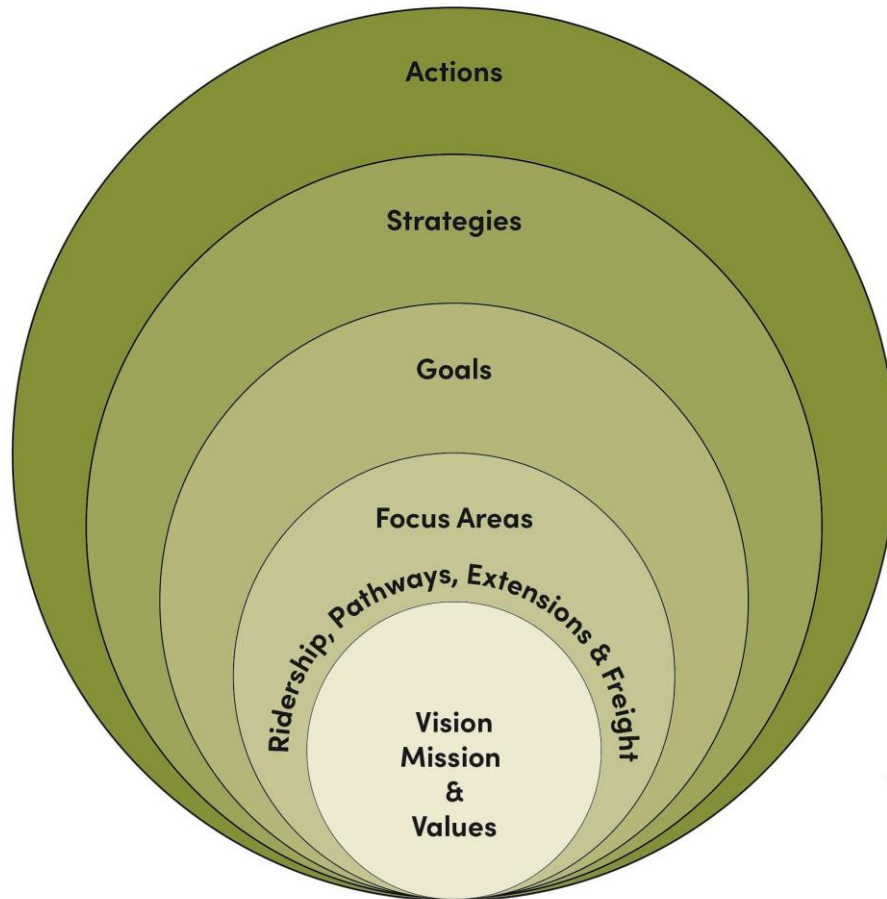 Actions
Strategies
Goals
Focus Areas
Ridership, Pathways, Extensions & Freight
Vision
Mission
&
Values